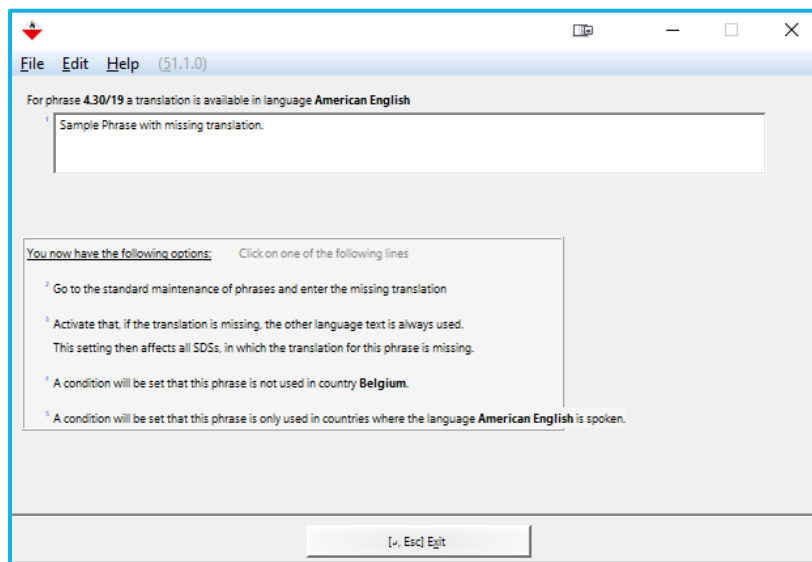 File Edit Help (51.1.0)
For phrase 4.30/19 a translation is available in language American English
1 Sample Phrase with missing translation.
You now have the following options: Click on one of the following lines
2 Go to the standard maintenance of phrases and enter the missing translation
3 Activate that, if the translation is missing, the other language text is always used.
This setting then affects all SDSs, in which the translation for this phrase is missing.
4 A condition will be set that this phrase is not used in country Belgium.
5 A condition will be set that this phrase is only used in countries where the language American English is spoken.
[↵, Esc] Exit